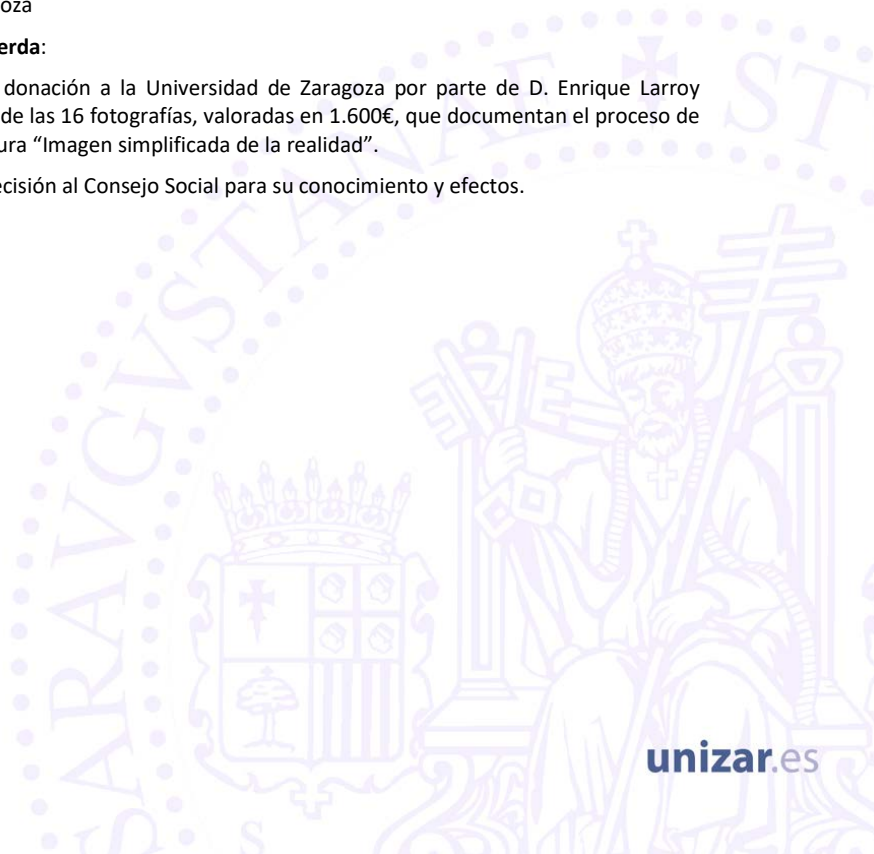 oza
erda:
donación a la Universidad de Zaragoza por parte de D. Enrique Larroy
de las 16 fotografías, valoradas en 1.600€, que documentan el proceso de
ura “Imagen simplificada de la realidad”.
ecisión al Consejo Social para su conocimiento y efectos.
SARAVGVSTANAE ST
S
unizar.es